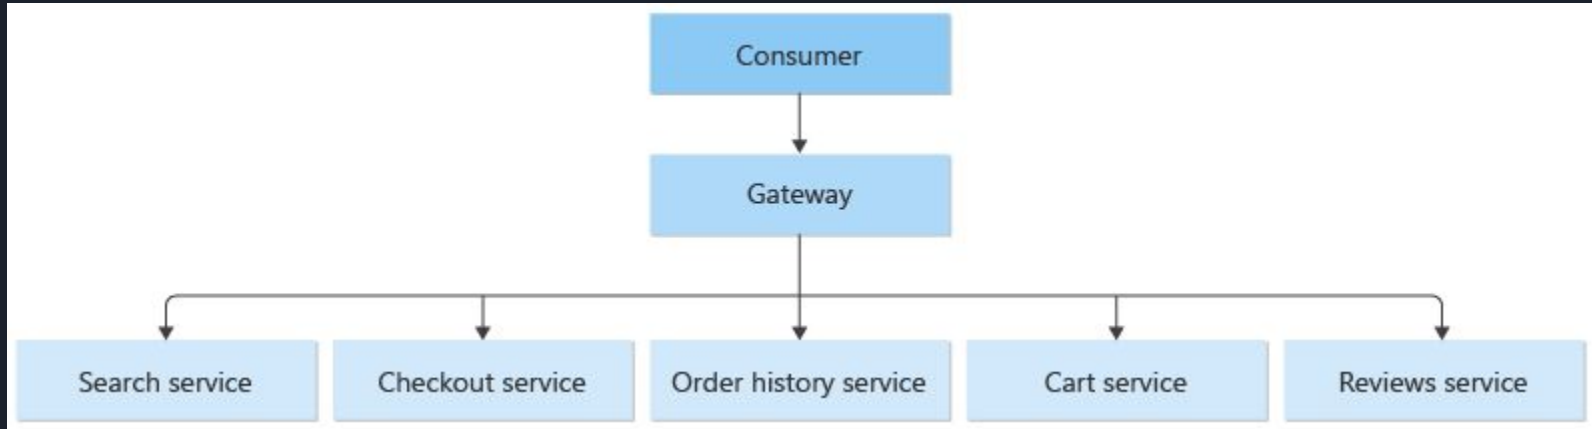 Consumer
Gateway
Search service
Checkout service
Order history service
Cart service
Reviews service